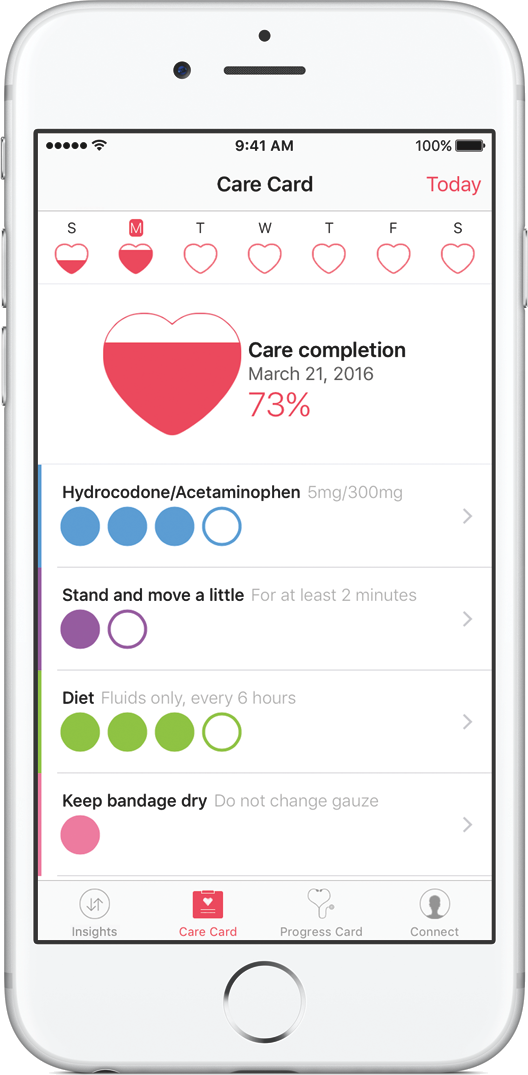 9:41 AM 100%
Care Card Today
S M T W T F S
Care completion
March 21, 2016
73%
Hydrocodone/Acetaminophen 5mg/300mg
Stand and move a little For at least 2 minutes
Diet Fluids only, every 6 hours
Keep bandage dry Do not change gauze
Insights Care Card Progress Card Connect